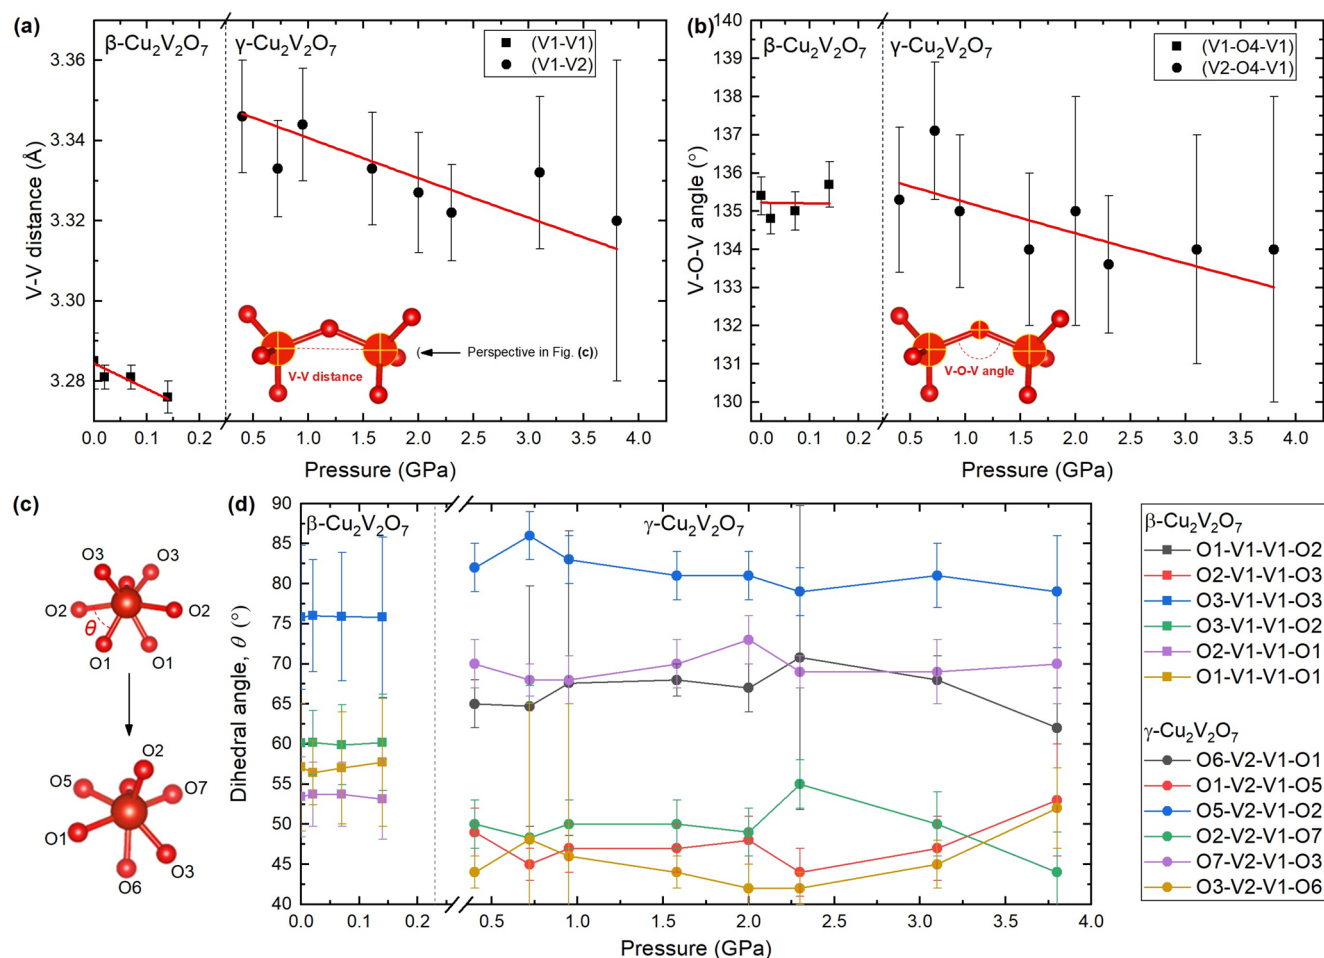 (a)
β-Cu₂V₂O₇
γ-Cu₂V₂O₇
(V1-V1)
(V1-V2)
V-V distance (Å)
3.36
3.34
3.32
3.30
3.28
V-V distance
Perspective in Fig. (c))
0.0 0.1 0.2 0.5 1.0 1.5 2.0 2.5 3.0 3.5 4.0
Pressure (GPa)
(b)
β-Cu₂V₂O₇
γ-Cu₂V₂O₇
(V1-O4-V1)
(V2-O4-V1)
V-O-V angle (°)
140
139
138
137
136
135
134
133
132
131
130
V-O-V angle
0.0 0.1 0.2 0.5 1.0 1.5 2.0 2.5 3.0 3.5 4.0
Pressure (GPa)
(c)
O3 O3
O2 O2
θ
O1 O1
O2
O5 O7
O1
O6 O3
(d)
β-Cu₂V₂O₇
γ-Cu₂V₂O₇
Dihedral angle, θ (°)
90
85
80
75
70
65
60
55
50
45
40
0.0 0.1 0.2 0.5 1.0 1.5 2.0 2.5 3.0 3.5 4.0
Pressure (GPa)
β-Cu₂V₂O₇
O1-V1-V1-O2
O2-V1-V1-O3
O3-V1-V1-O3
O3-V1-V1-O2
O2-V1-V1-O1
O1-V1-V1-O1
γ-Cu₂V₂O₇
O6-V2-V1-O1
O1-V2-V1-O5
O5-V2-V1-O2
O2-V2-V1-O7
O7-V2-V1-O3
O3-V2-V1-O6